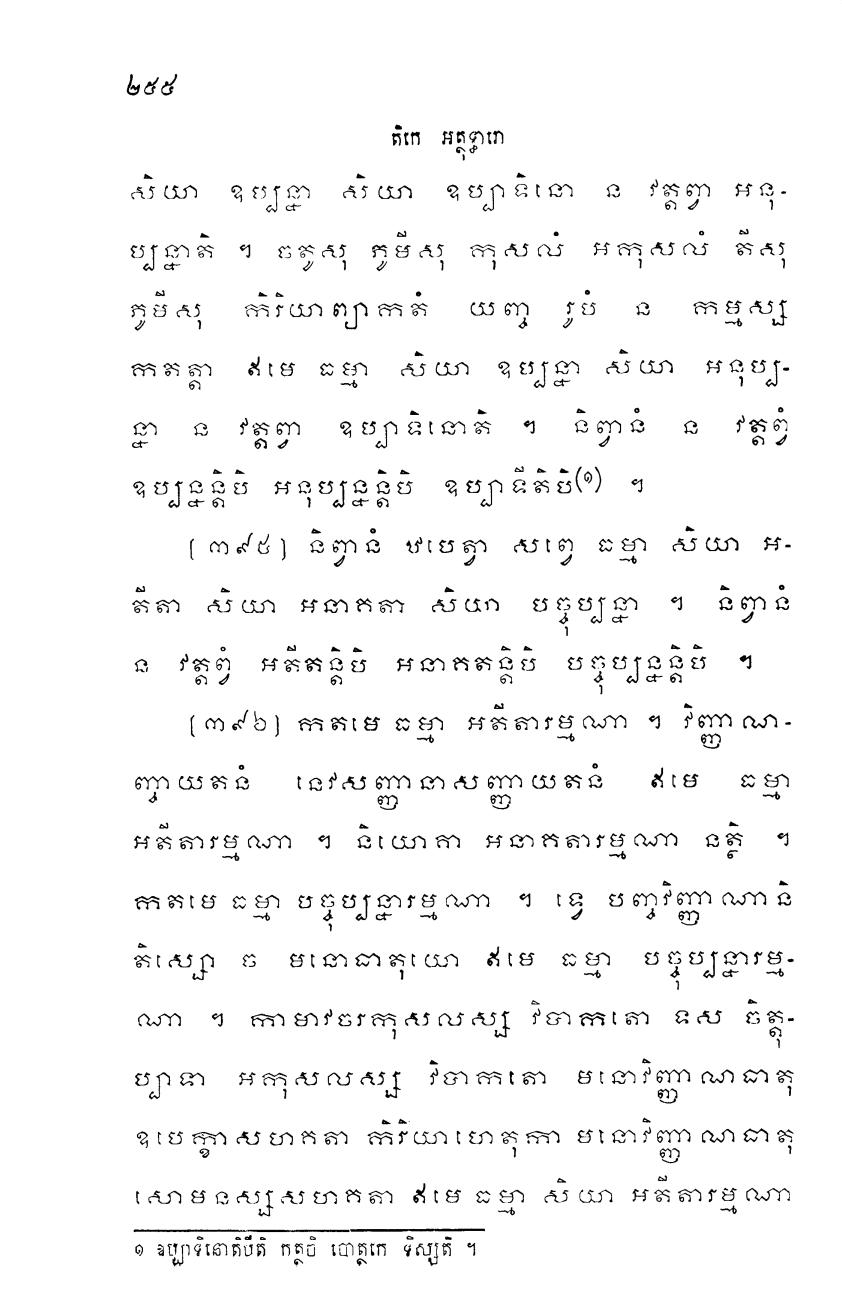 ២៥៥
តិកេ អត្ថុទ្ធារោ
សិយា ឧប្បន្នា សិយា ឧប្បាទិនោ ន វត្តព្វា អនុ-
ប្បន្នាតិ ។ ចតូសុ ភូមីសុ កុសលំ អកុសលំ តីសុ
ភូមីសុ កិរិយាព្យាកតំ យញ្ច រូបំ ន កម្មស្ស
កតត្តា ឥមេ ធម្មា សិយា ឧប្បន្នា សិយា អនុប្ប-
ន្នា ន វត្តព្វា ឧប្បាទិនោតិ ។ និព្វានំ ន វត្តព្វំ
ឧប្បន្នន្តិបិ អនុប្បន្នន្តិបិ ឧប្បាទីតិបិ(១) ។
[៣៩៥] និព្វានំ ឋបេត្វា សព្វេ ធម្មា សិយា អ-
តីតា សិយា អនាគតា សិយា បច្ចុប្បន្នា ។ និព្វានំ
ន វត្តព្វំ អតីតន្តិបិ អនាគតន្តិបិ បច្ចុប្បន្នន្តិបិ ។
[៣៩៦] កតមេ ធម្មា អតីតារម្មណា ។ វិញ្ញាណ-
ញ្ចាយតនំ នេវសញ្ញានាសញ្ញាយតនំ ឥមេ ធម្មា
អតីតារម្មណា ។ និយោគា អនាគតារម្មណា នត្ថិ ។
កតមេ ធម្មា បច្ចុប្បន្នារម្មណា ។ ទ្វេ បញ្ចវិញ្ញាណានិ
តិស្សោ ច មនោធាតុយោ ឥមេ ធម្មា បច្ចុប្បន្នារម្ម-
ណា ។ កាមាវចរកុសលស្ស វិបាកតោ ទស ចិត្តុ-
ប្បាទា អកុសលស្ស វិបាកតោ មនោវិញ្ញាណធាតុ
ឧបេក្ខាសហគតា កិរិយាហេតុកា មនោវិញ្ញាណធាតុ
សោមនស្សសហគតា ឥមេ ធម្មា សិយា អតីតារម្មណា
១ ឧប្បាទិនោតិបីតិ កត្ថចិ បោត្ថកេ ទិស្សតិ ។